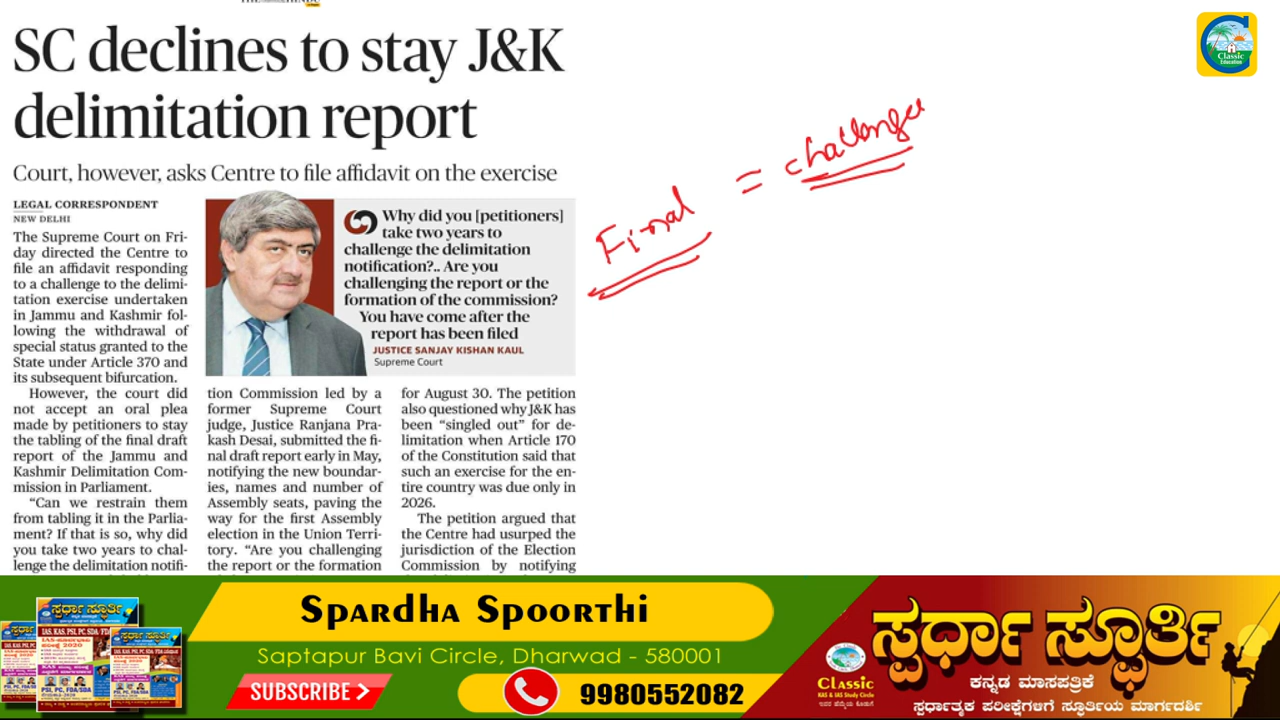 SC declines to stay J&K
delimitation report
Court, however, asks Centre to file affidavit on the exercise
LEGAL CORRESPONDENT
NEW DELHI
The Supreme Court on Fri-
day directed the Centre to
file an affidavit responding
to a challenge to the delimi-
tation exercise undertaken
in Jammu and Kashmir fol-
lowing the withdrawal of
special status granted to the
State under Article 370 and
its subsequent bifurcation.
However, the court did
not accept an oral plea
made by petitioners to stay
the tabling of the final draft
report of the Jammu and
Kashmir Delimitation Com-
mission in Parliament.
“Can we restrain them
from tabling it in the Parlia-
ment? If that is so, why did
you take two years to chal-
lenge the delimitation notifi-
Why did you [petitioners]
take two years to
challenge the delimitation
notification?.. Are you
challenging the report or the
formation of the commission?
You have come after the
report has been filed
JUSTICE SANJAY KISHAN KAUL
Supreme Court
tion Commission led by a
former Supreme Court
judge, Justice Ranjana Pra-
kash Desai, submitted the fi-
nal draft report early in May,
notifying the new boundar-
ies, names and number of
Assembly seats, paving the
way for the first Assembly
election in the Union Terri-
tory. “Are you challenging
the report or the formation
for August 30. The petition
also questioned why J&K has
been “singled out” for de-
limitation when Article 170
of the Constitution said that
such an exercise for the en-
tire country was due only in
2026.
The petition argued that
the Centre had usurped the
jurisdiction of the Election
Commission by notifying
Final = challenge
Classic
Education
Spardha Spoorthi
Saptapur Bavi Circle, Dharwad - 580001
SUBSCRIBE >
9980552082
ಸ್ಪರ್ಧಾ ಸ್ಫೂರ್ತಿ
ಸ್ಪರ್ಧಾ ಸ್ಫೂರ್ತಿ
Classic
KAS & IAS Study Circle
ಕನ್ನಡ ಮಾಸಪತ್ರಿಕೆ
ಸ್ಪರ್ಧಾತ್ಮಕ ಪರೀಕ್ಷೆಗಳಿಗೆ ಸ್ಫೂರ್ತಿಯ ಮಾರ್ಗದರ್ಶಿ